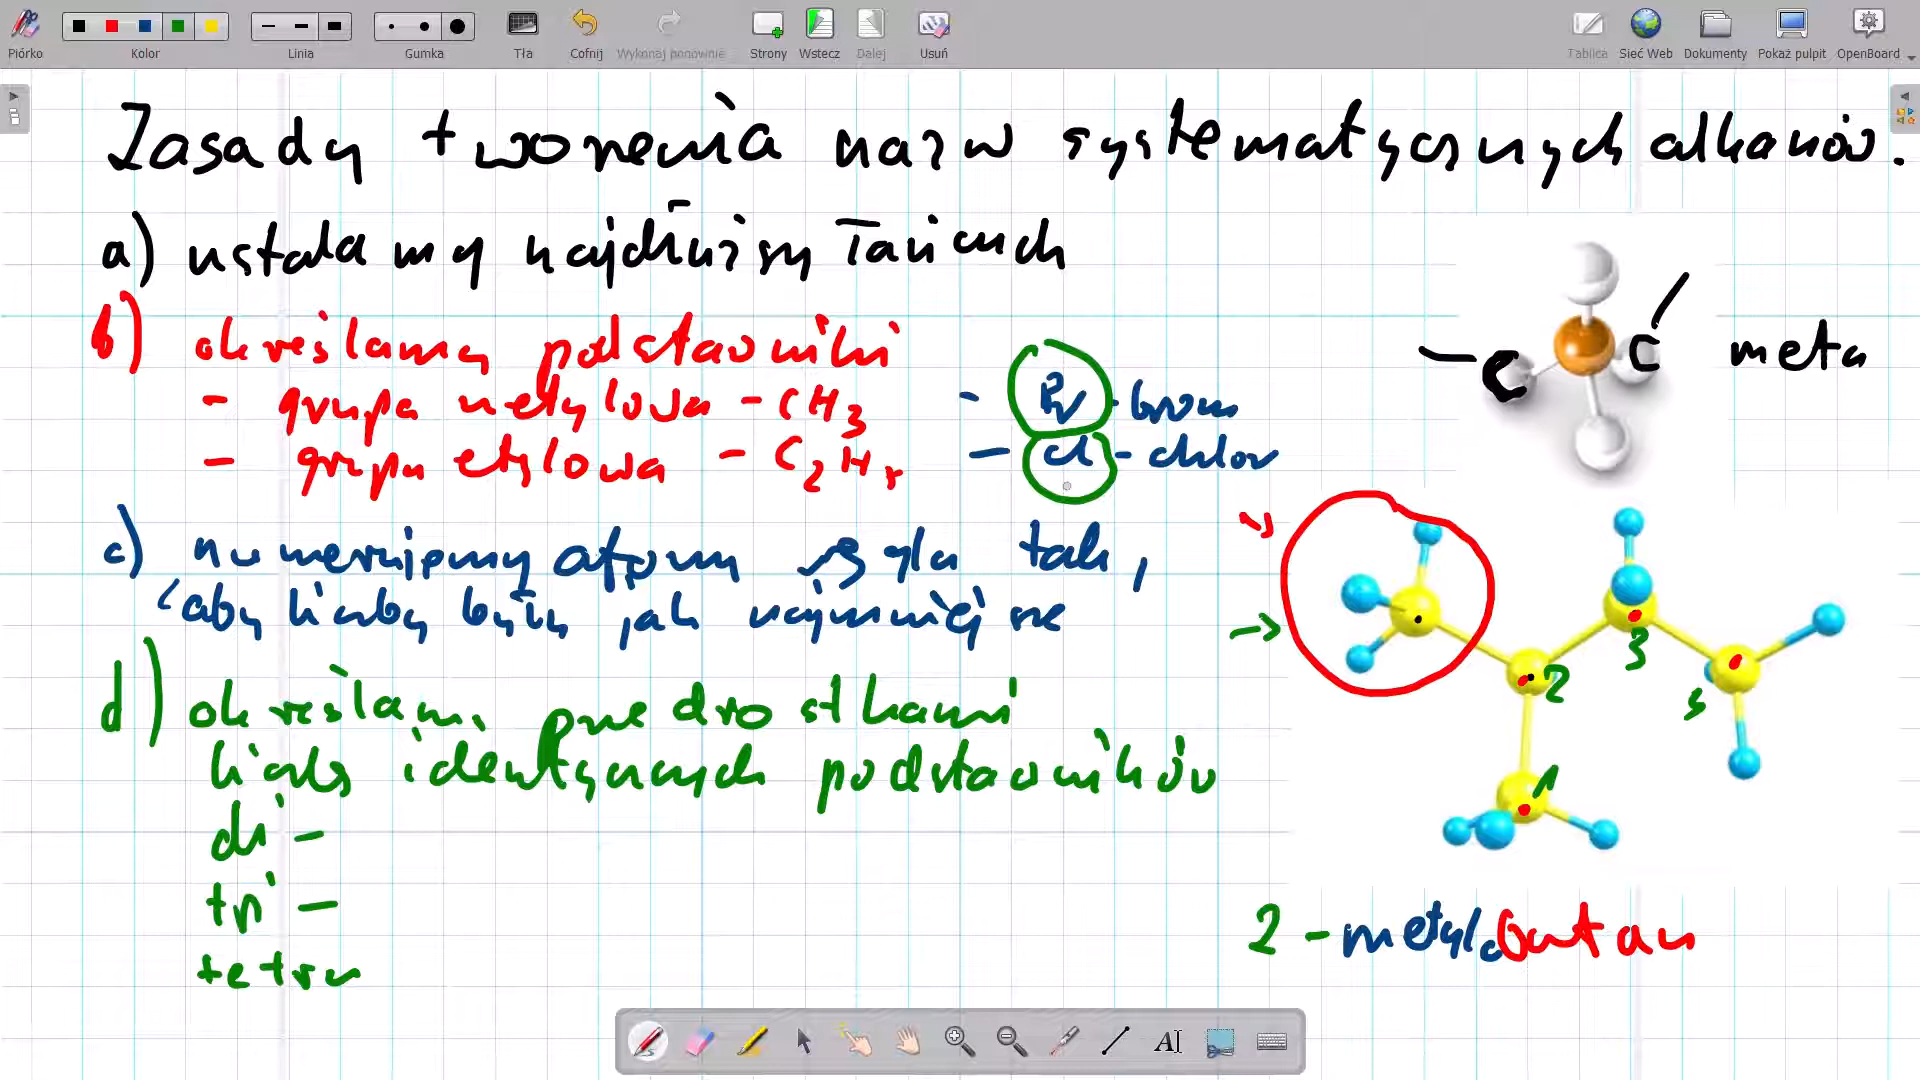 Piórko
Kolor
Linia
Gumka
Tła
Cofnij
Wykonaj ponownie
Strony
Wstecz
Dalej
Usuń
Tablica
Sieć Web
Dokumenty
Pokaż pulpit
OpenBoard
Zasady tworzenia nazw systematycznych alkanów.
a) ustalamy najdłuższy łańcuch
b) określamy podstawniki
- grupa metylowa - CH3
- Br - brom
- grupa etylowa - C2H5
- Cl - chlor
c) numerujemy atomy węgla tak,
aby liczby były jak najmniejsze
d) określamy przedrostkami
liczbę identycznych podstawników
di -
tri -
tetra
C C meta
2
3
1
2 - metylobutan